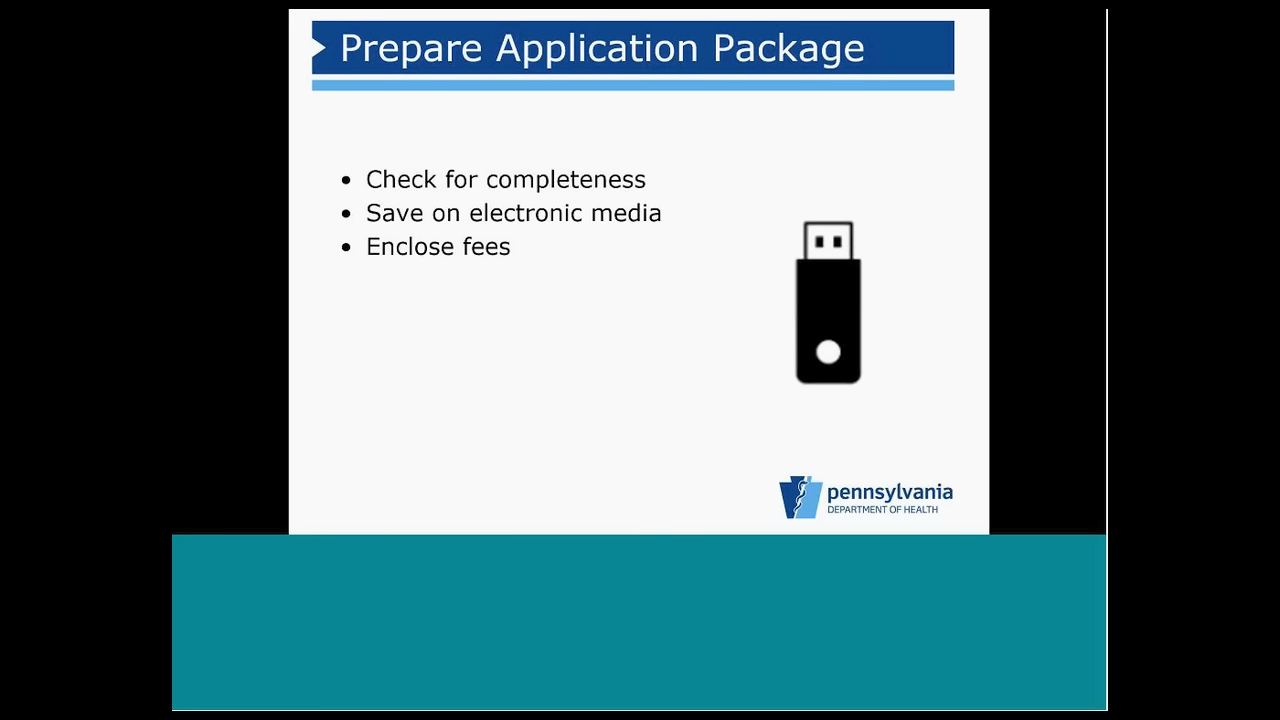 Prepare Application Package
• Check for completeness
• Save on electronic media
• Enclose fees
pennsylvania
DEPARTMENT OF HEALTH